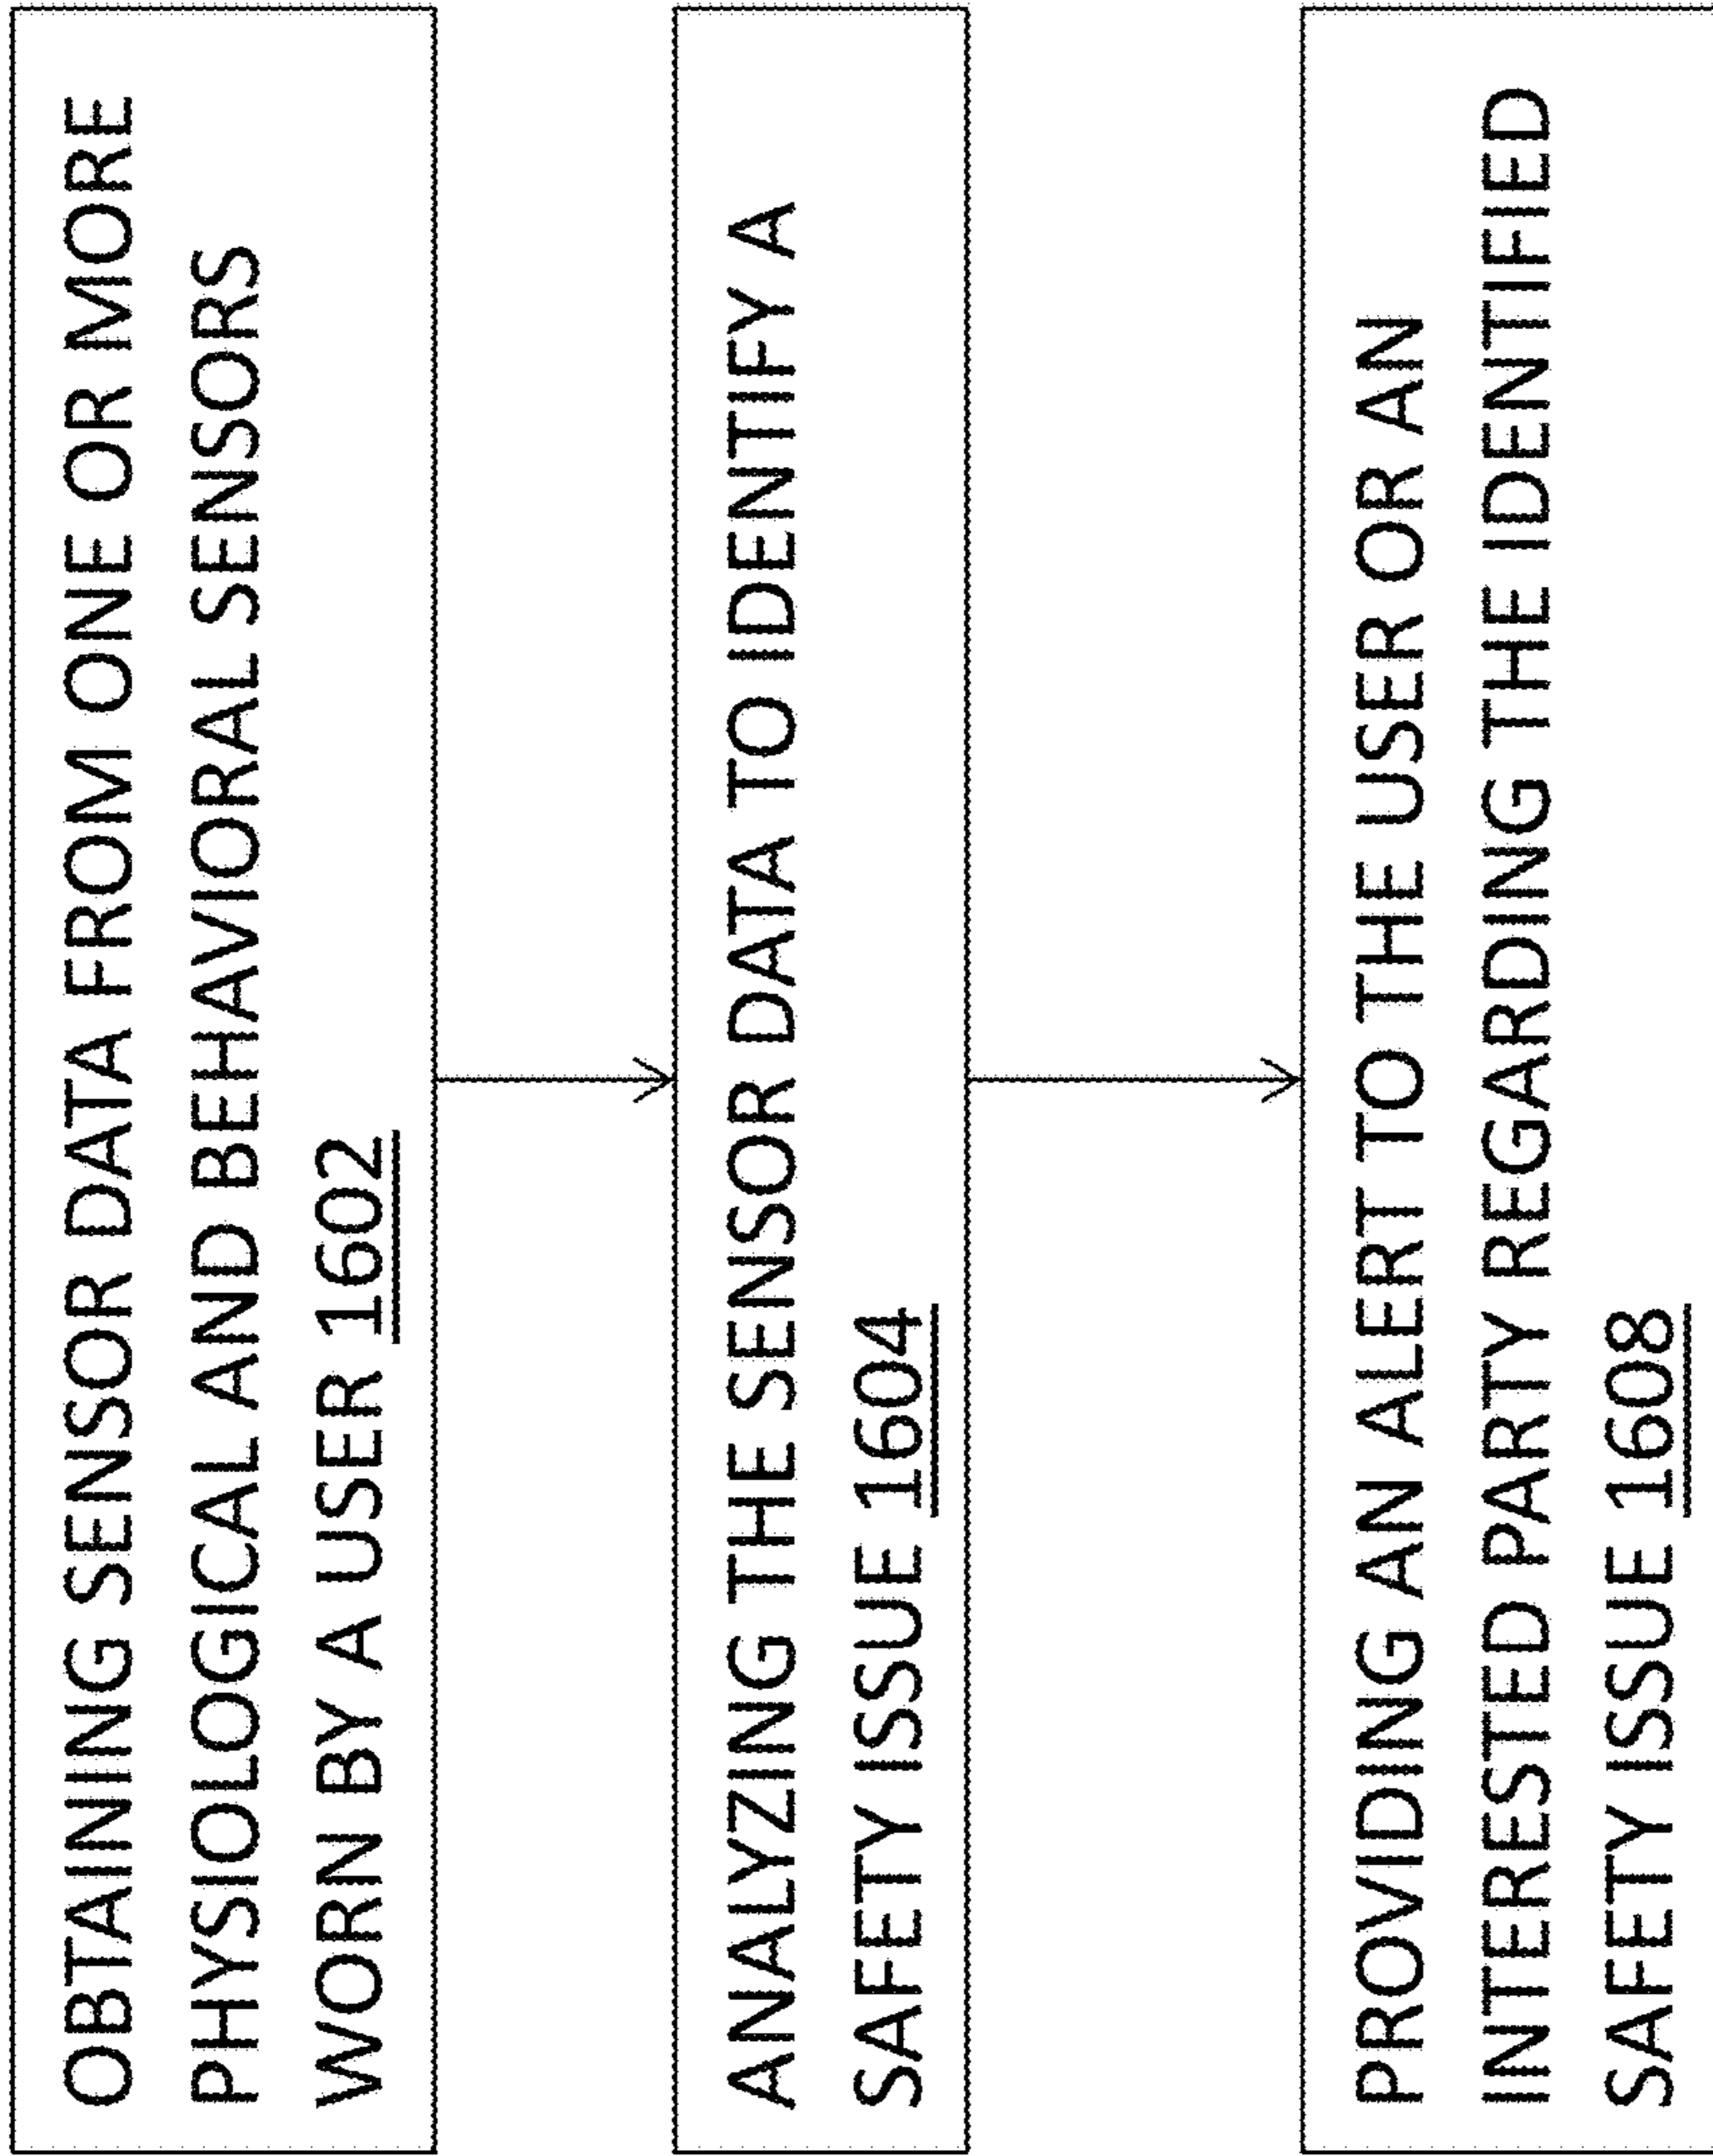 OBTAINING SENSOR DATA FROM ONE OR MORE
PHYSIOLOGICAL AND BEHAVIORAL SENSORS
WORN BY A USER 1602
ANALYZING THE SENSOR DATA TO IDENTIFY A
SAFETY ISSUE 1604
PROVIDING AN ALERT TO THE USER OR AN
INTERESTED PARTY REGARDING THE IDENTIFIED
SAFETY ISSUE 1608